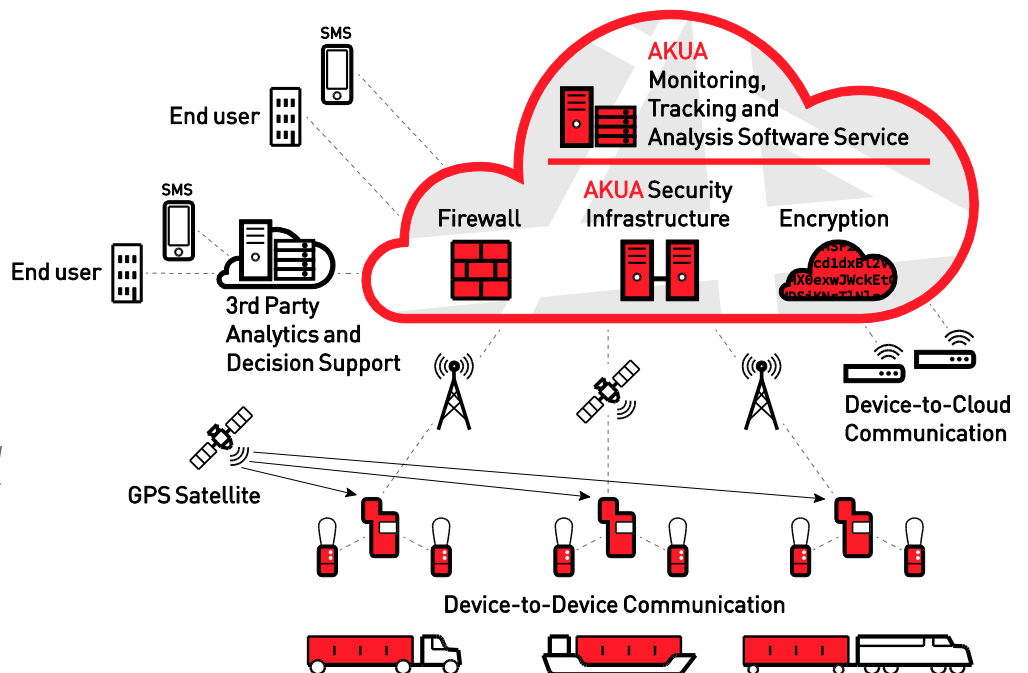 SMS
AKUA
Monitoring,
Tracking and
Analysis Software Service
End user
AKUA Security
Infrastructure
Firewall
Encryption
SMS
End user
3rd Party
Analytics and
Decision Support
Device-to-Cloud
Communication
GPS Satellite
Device-to-Device Communication